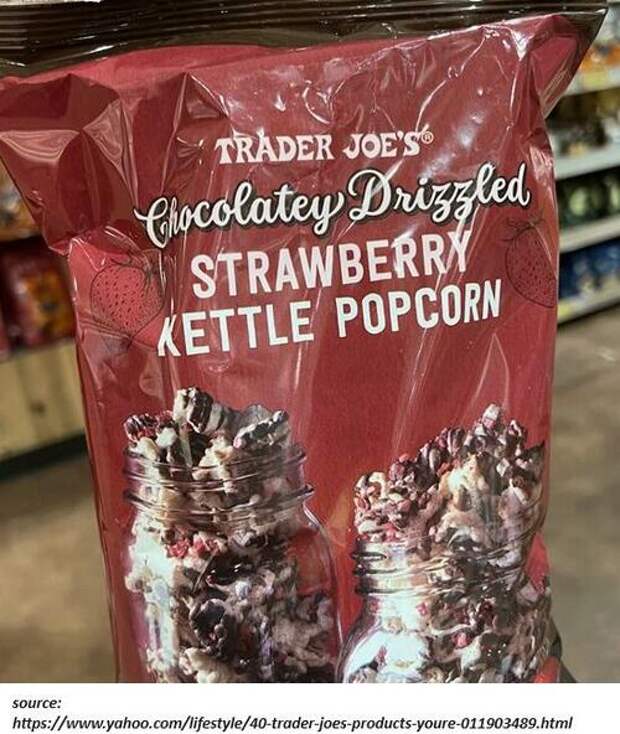 TRADER JOE'S®
Chocolatey Drizzled
STRAWBERRY
KETTLE POPCORN
source:
https://www.yahoo.com/lifestyle/40-trader-joes-products-youre-011903489.html